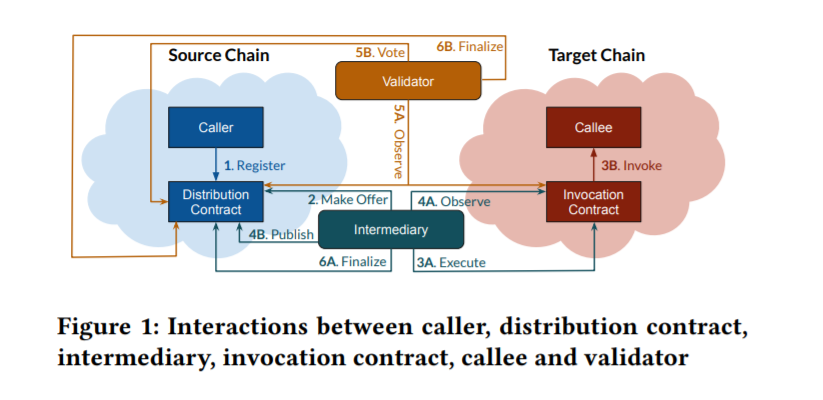 Source Chain
5B. Vote
6B. Finalize
Target Chain
Validator
Caller
5A. Observe
Callee
1. Register
3B. Invoke
Distribution
Contract
2. Make Offer
4A. Observe
Invocation
Contract
Intermediary
4B. Publish
6A. Finalize
3A. Execute
Figure 1: Interactions between caller, distribution contract,
intermediary, invocation contract, callee and validator